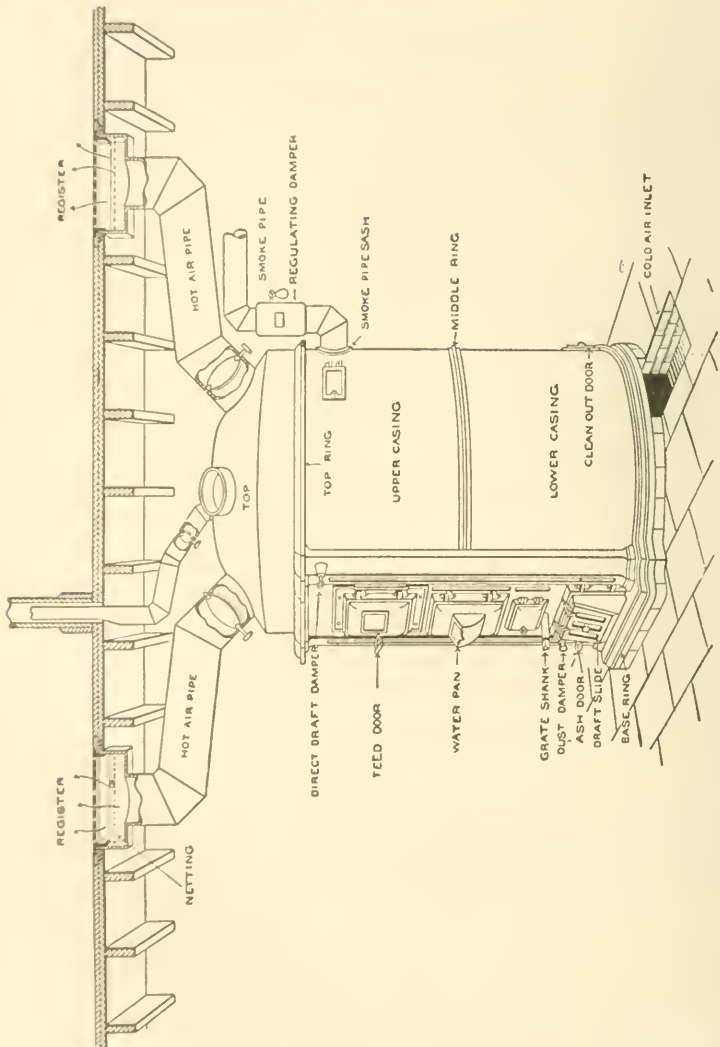 REGISTER
REGISTER
HOT AIR PIPE
HOT AIR PIPE
SMOKE PIPE
REGULATING DAMPER
SMOKE PIPE SASH
TOP
TOP RING
UPPER CASING
MIDDLE RING
LOWER CASING
CLEAN OUT DOOR
COLD AIR INLET
NETTING
DIRECT DRAFT DAMPER
FEED DOOR
WATER PAN
GRATE SHANK
DUST DAMPER
ASH DOOR
DRAFT SLIDE
BASE RING